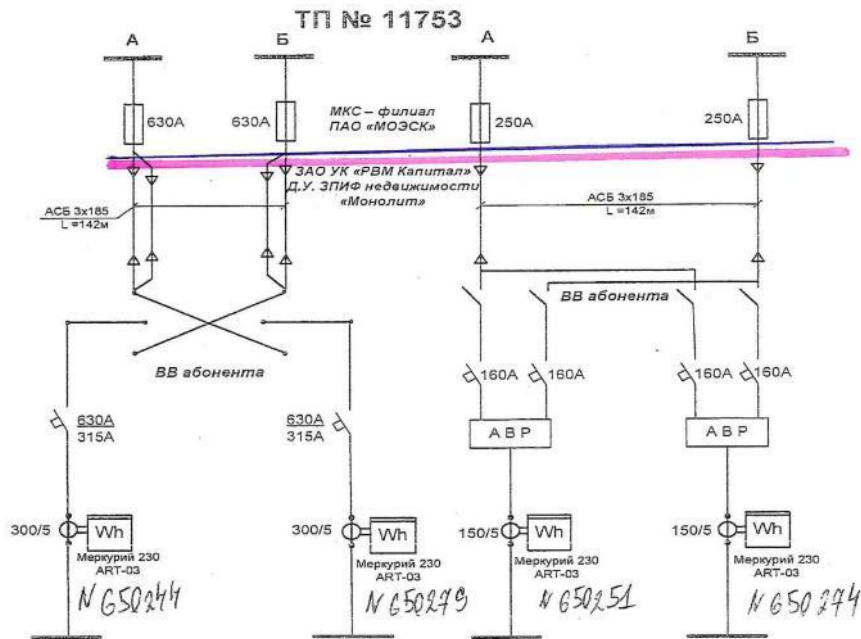 ТП № 11753
А Б А Б
630А 630А МКС – филиал 250А 250А
ПАО «МОЭСК»
ЗАО УК «РВМ Капитал»
Д.У. ЗПИФ недвижимости
«Монолит»
АСБ 3х185 АСБ 3х185
L =142м L =142м
ВВ абонента
ВВ абонента
160А 160А 160А 160А
630А 630А
315А 315А
АВР АВР
300/5 Wh 300/5 Wh 150/5 Wh 150/5 Wh
Меркурий 230 Меркурий 230 Меркурий 230 Меркурий 230
ART-03 ART-03 ART-03 ART-03
N 650244 N 650279 N 650251 N 650274